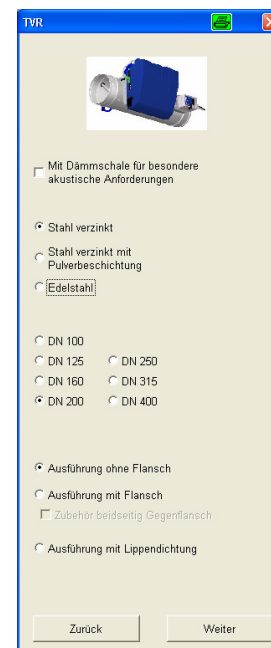 TVR
Mit Dämmschale für besondere
akustische Anforderungen
Stahl verzinkt
Stahl verzinkt mit
Pulverbeschichtung
Edelstahl
DN 100
DN 125 DN 250
DN 160 DN 315
DN 200 DN 400
Ausführung ohne Flansch
Ausführung mit Flansch
Zubehör beidseitig Gegenflansch
Ausführung mit Lippendichtung
Zurück Weiter